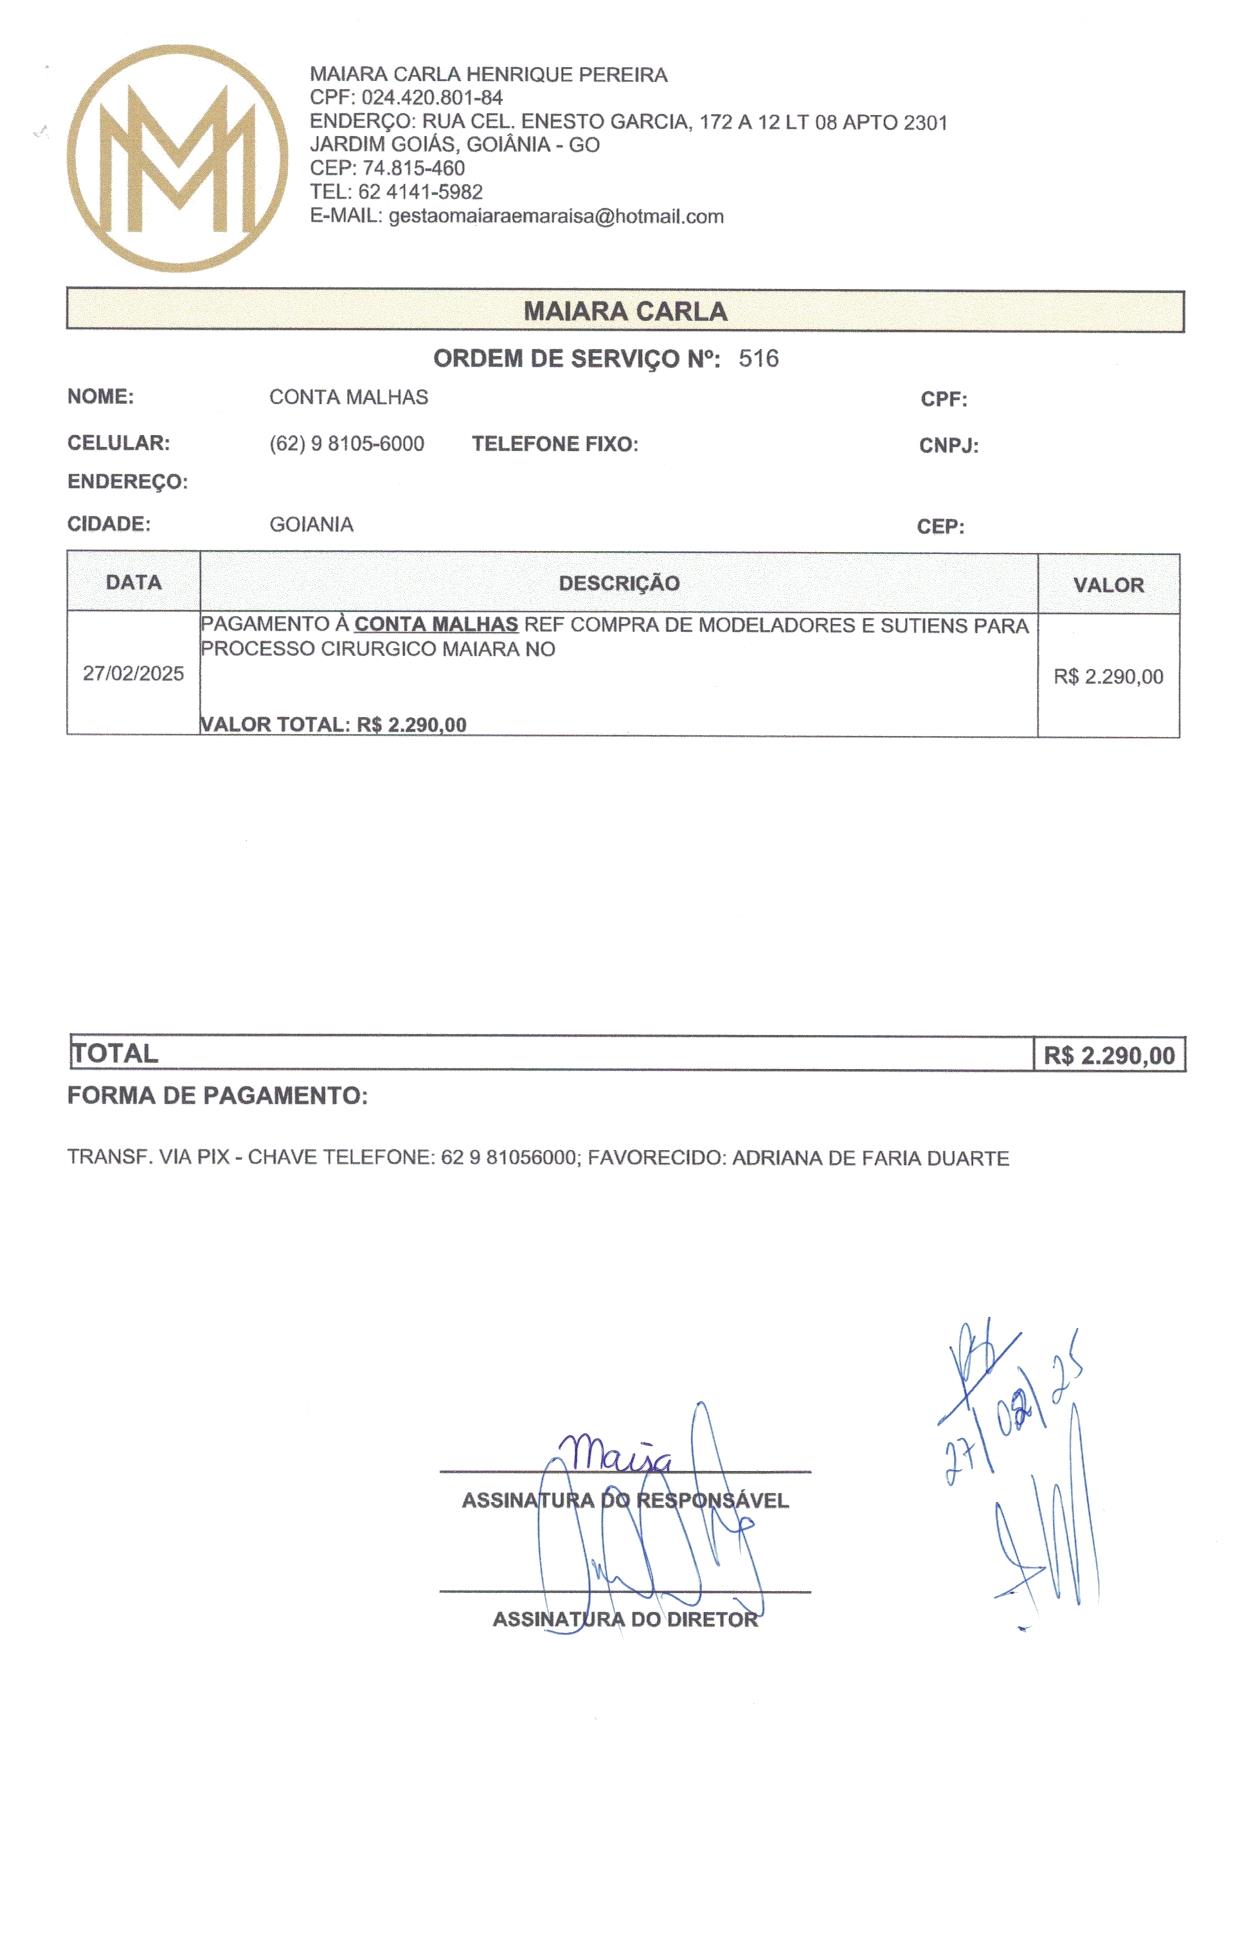 MAIARA CARLA HENRIQUE PEREIRA
CPF: 024.420.801-84
ENDERÇO: RUA CEL. ENESTO GARCIA, 172 A 12 LT 08 APTO 2301
JARDIM GOIÁS, GOIÂNIA - GO
CEP: 74.815-460
TEL: 62 4141-5982
E-MAIL: gestaomaiaraemaraisa@hotmail.com
MAIARA CARLA
ORDEM DE SERVIÇO Nº: 516
NOME: CONTA MALHAS CPF:
CELULAR: (62) 9 8105-6000 TELEFONE FIXO: CNPJ:
ENDEREÇO:
CIDADE: GOIANIA CEP:
DATA DESCRIÇÃO VALOR
PAGAMENTO À CONTA MALHAS REF COMPRA DE MODELADORES E SUTIENS PARA
PROCESSO CIRURGICO MAIARA NO
27/02/2025 R$ 2.290,00
VALOR TOTAL: R$ 2.290,00
TOTAL R$ 2.290,00
FORMA DE PAGAMENTO:
TRANSF. VIA PIX - CHAVE TELEFONE: 62 9 81056000; FAVORECIDO: ADRIANA DE FARIA DUARTE
27/02/25
Maisa
ASSINATURA DO RESPONSÁVEL
ASSINATURA DO DIRETOR